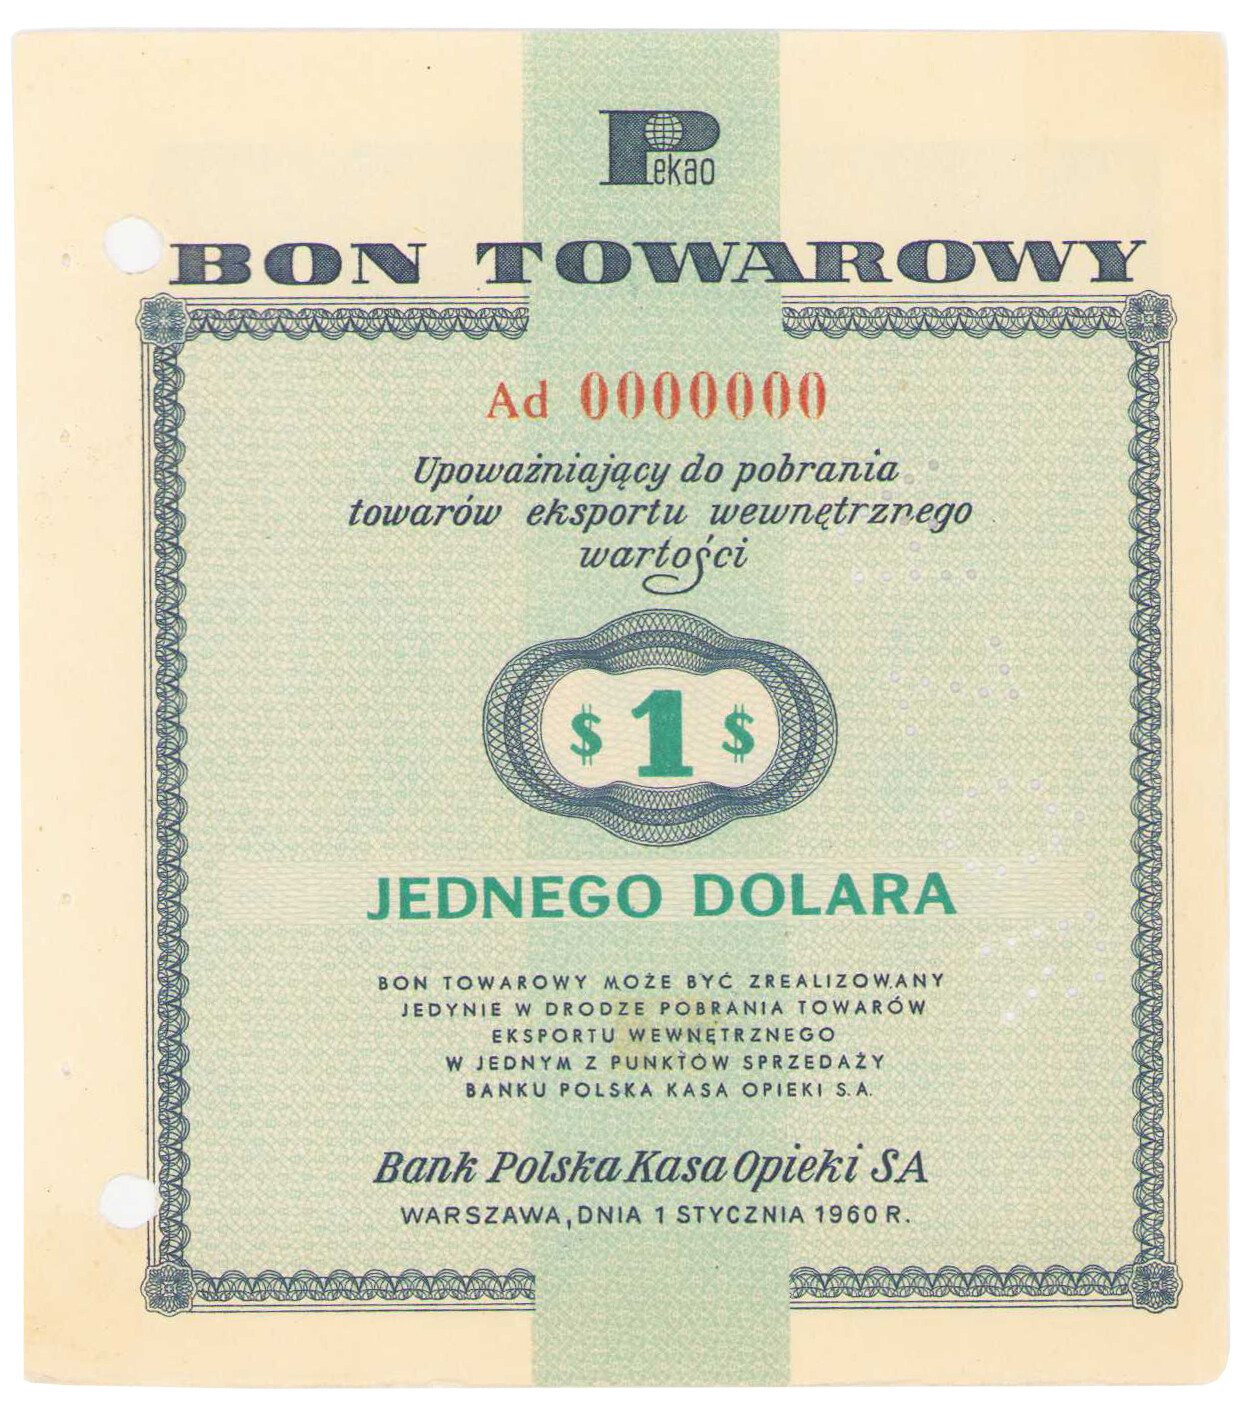 Pekao
BON TOWAROWY
Ad 0000000
Upoważniający do pobrania
towarów eksportu wewnętrznego
wartości
$ 1 $
JEDNEGO DOLARA
BON TOWAROWY MOŻE BYĆ ZREALIZOWANY
JEDYNIE W DRODZE POBRANIA TOWARÓW
EKSPORTU WEWNĘTRZNEGO
W JEDNYM Z PUNKTÓW SPRZEDAŻY
BANKU POLSKA KASA OPIEKI S.A.
Bank Polska Kasa Opieki SA
WARSZAWA, DNIA 1 STYCZNIA 1960 R.